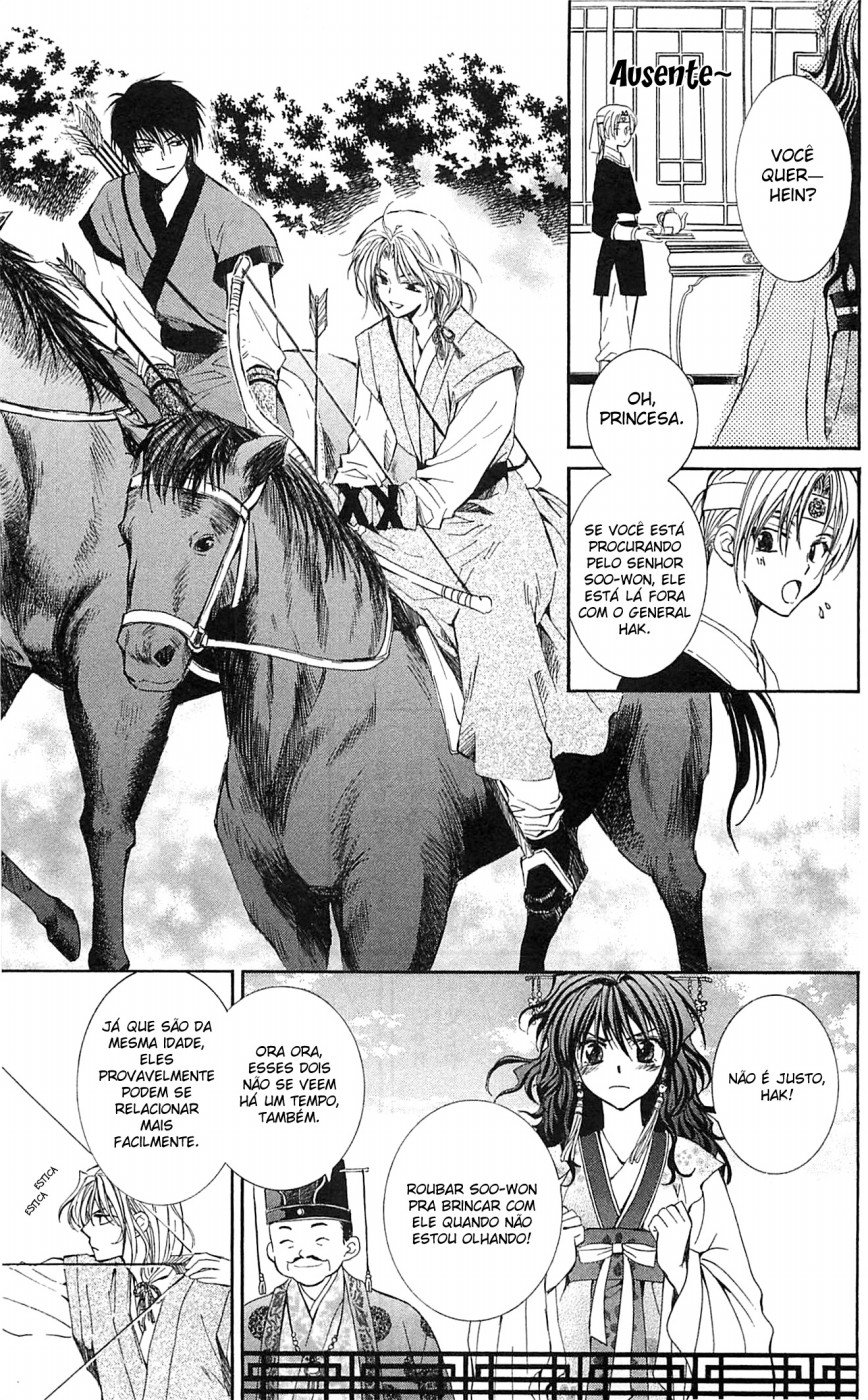 Ausente~
VOCÊ
QUER—
HEIN?
OH,
PRINCESA.
SE VOCÊ ESTÁ
PROCURANDO
PELO SENHOR
SOO-WON, ELE
ESTÁ LÁ FORA
COM O GENERAL
HAK.
NÃO É JUSTO,
HAK!
ROUBAR SOO-WON
PRA BRINCAR COM
ELE QUANDO NÃO
ESTOU OLHANDO!
ORA ORA,
ESSES DOIS
NÃO SE VEEM
HÁ UM TEMPO,
TAMBÉM.
JÁ QUE SÃO DA
MESMA IDADE,
ELES
PROVAVELMENTE
PODEM SE
RELACIONAR
MAIS
FACILMENTE.
ESTICA
ESTICA